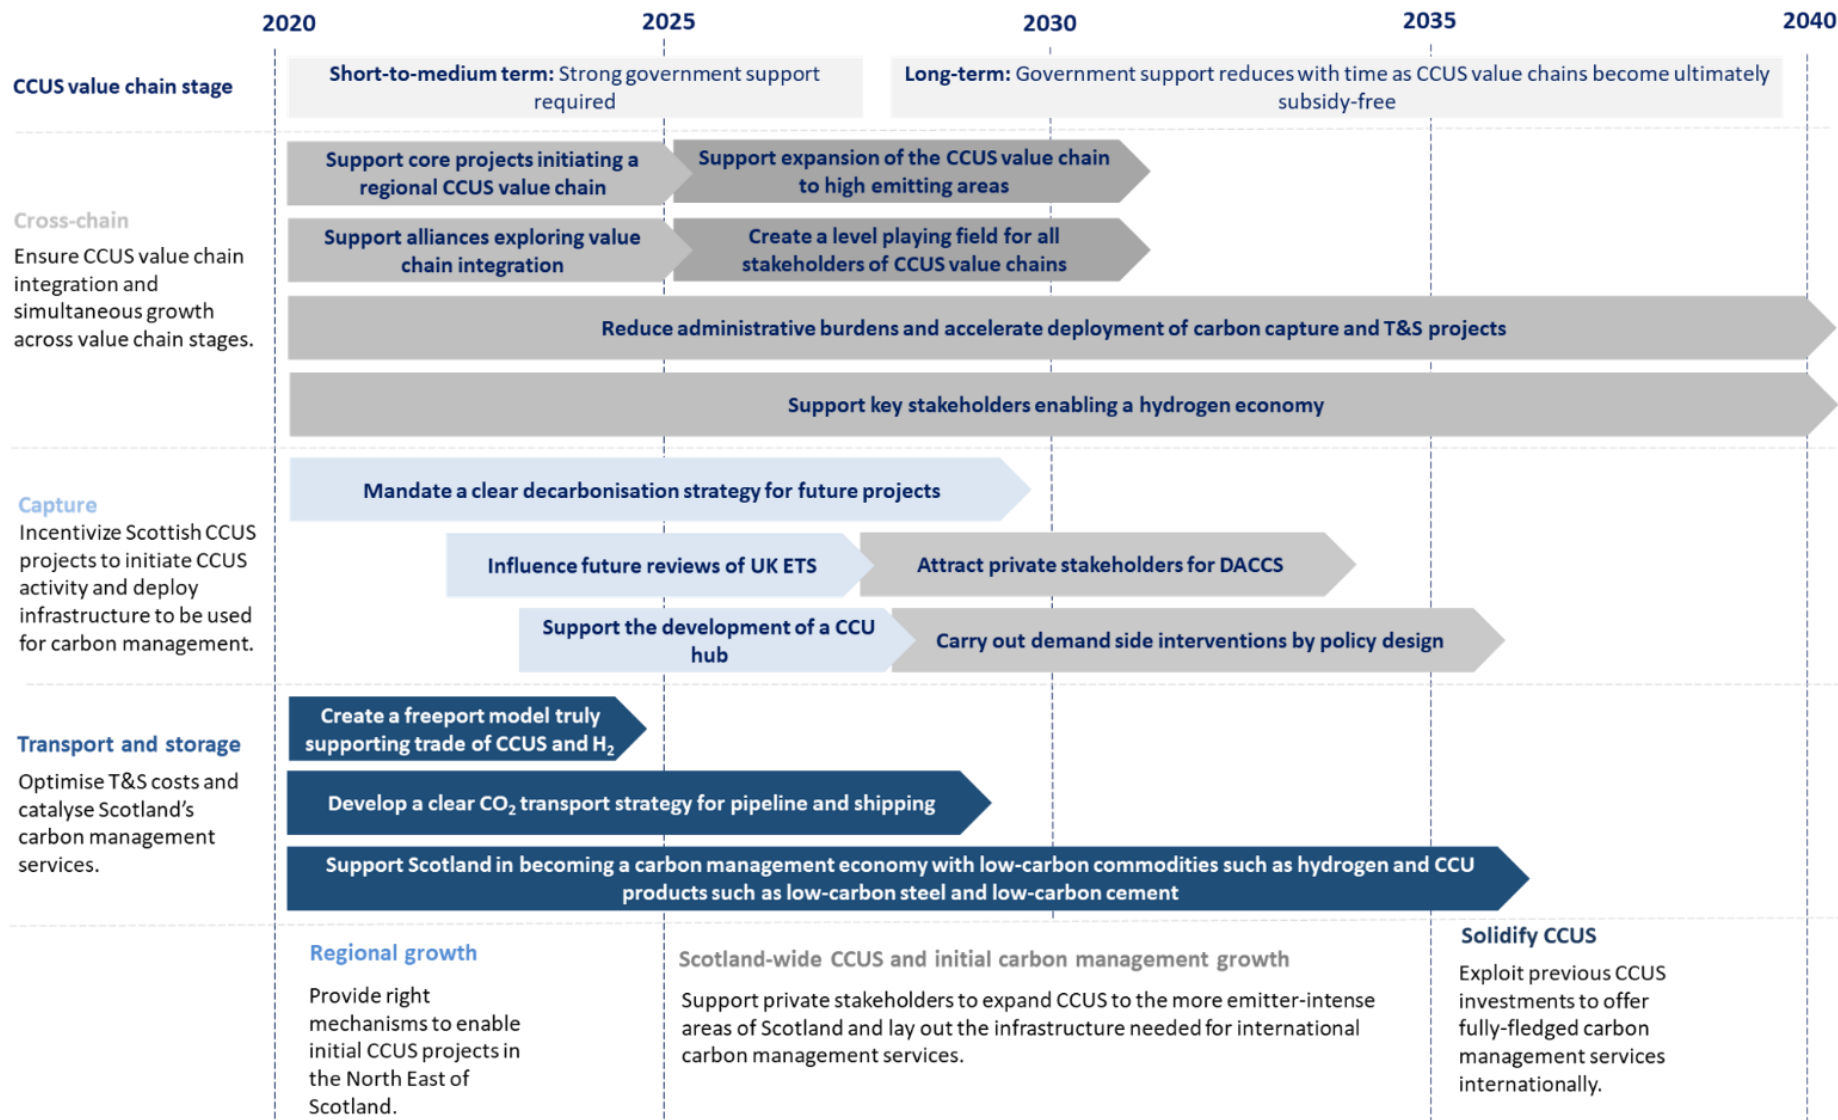 2020
2025
2030
2035
2040
CCUS value chain stage
Short-to-medium term: Strong government support
required
Long-term: Government support reduces with time as CCUS value chains become ultimately
subsidy-free
Cross-chain
Ensure CCUS value chain
integration and
simultaneous growth
across value chain stages.
Support core projects initiating a
regional CCUS value chain
Support expansion of the CCUS value chain
to high emitting areas
Support alliances exploring value
chain integration
Create a level playing field for all
stakeholders of CCUS value chains
Reduce administrative burdens and accelerate deployment of carbon capture and T&S projects
Support key stakeholders enabling a hydrogen economy
Capture
Incentivize Scottish CCUS
projects to initiate CCUS
activity and deploy
infrastructure to be used
for carbon management.
Mandate a clear decarbonisation strategy for future projects
Influence future reviews of UK ETS
Attract private stakeholders for DACCS
Support the development of a CCU
hub
Carry out demand side interventions by policy design
Transport and storage
Optimise T&S costs and
catalyse Scotland’s
carbon management
services.
Create a freeport model truly
supporting trade of CCUS and H₂
Develop a clear CO₂ transport strategy for pipeline and shipping
Support Scotland in becoming a carbon management economy with low-carbon commodities such as hydrogen and CCU
products such as low-carbon steel and low-carbon cement
Regional growth
Provide right
mechanisms to enable
initial CCUS projects in
the North East of
Scotland.
Scotland-wide CCUS and initial carbon management growth
Support private stakeholders to expand CCUS to the more emitter-intense
areas of Scotland and lay out the infrastructure needed for international
carbon management services.
Solidify CCUS
Exploit previous CCUS
investments to offer
fully-fledged carbon
management services
internationally.